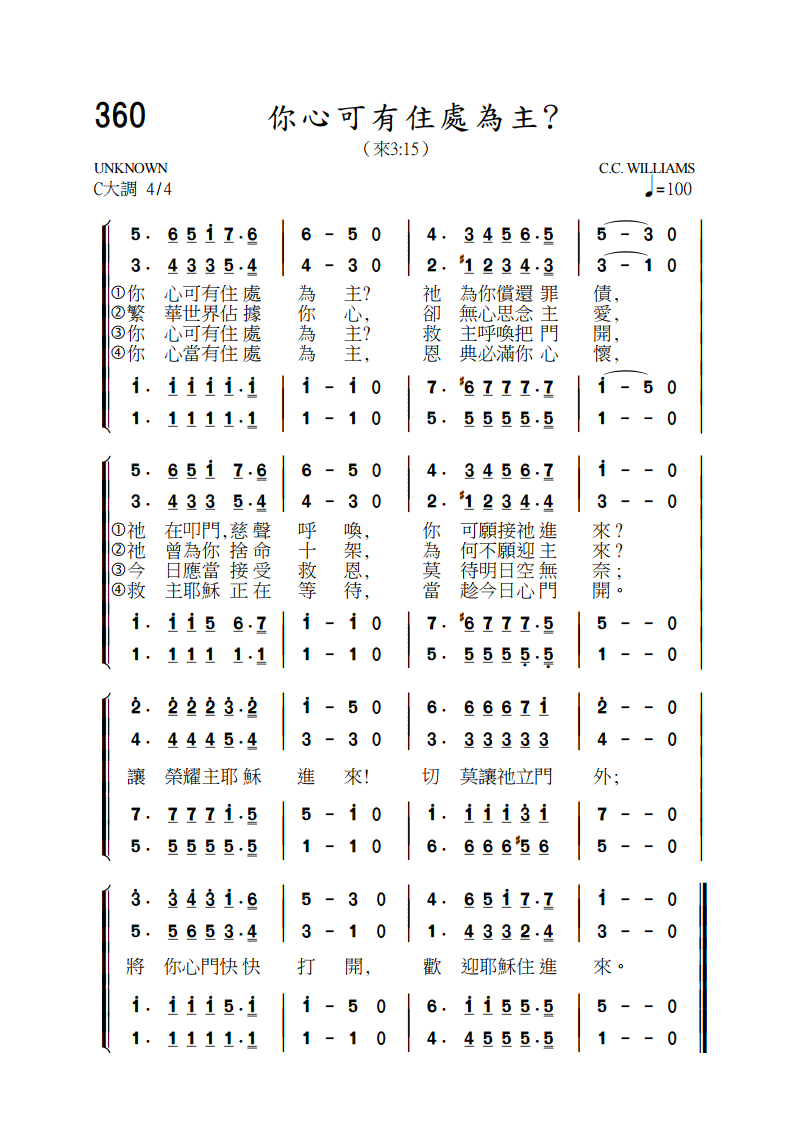 360
你心可有住處為主?
（來3:15）
UNKNOWN
C.C. WILLIAMS
C大調 4/4
♩=100
5 . 6 5 i 7 . 6 | 6 - 5 0 | 4 . 3 4 5 6 . 5 | 5 - 3 0
3 . 4 3 3 5 . 4 | 4 - 3 0 | 2 . #1 2 3 4 . 3 | 3 - 1 0
①你 心可有住處 為 主? 祂 為你償還罪 債,
②繁 華世界佔據 你 心, 卻 無心思念主 愛,
③你 心可有住處 為 主? 救 主呼喚把門 開,
④你 心當有住處 為 主, 恩 典必滿你心 懷,
i . i i i i . i | i - i 0 | 7 . #6 7 7 7 . 7 | i - 5 0
1 . 1 1 1 1 . 1 | 1 - 1 0 | 5 . 5 5 5 5 . 5 | 1 - - 0
5 . 6 5 i 7 . 6 | 6 - 5 0 | 4 . 3 4 5 6 . 7 | i - - 0
3 . 4 3 3 5 . 4 | 4 - 3 0 | 2 . #1 2 3 4 . 4 | 3 - - 0
①祂 在叩門,慈聲 呼 喚, 你 可願接祂進 來?
②祂 曾為你 捨命 十 架, 為 何不願迎主 來?
③今 日應當 接受 救 恩, 莫 待明日空無 奈;
④救 主耶穌 正在 等 待, 當 趁今日心門 開。
i . i i 5 6 . 7 | i - i 0 | 7 . #6 7 7 7 . 5 | 5 - - 0
1 . 1 1 1 1 . 1 | 1 - 1 0 | 5 . 5 5 5 5̣ . 5̣ | 1 - - 0
2̇ . 2̇ 2̇ 2̇ 3̇ . 2̇ | i - 5 0 | 6 . 6 6 6 7 i | 2̇ - - 0
4 . 4 4 4 5 . 4 | 3 - 3 0 | 3 . 3 3 3 3 3 | 4 - - 0
讓 榮耀主耶穌 進 來! 切 莫讓祂立門 外;
7 . 7 7 7 i . 5 | 5 - i 0 | i . i i i 3̇ i | 7 - - 0
5 . 5 5 5 5 . 5 | 1 - 1 0 | 6 . 6 6 6 #5 6 | 5 - - 0
3̇ . 3̇ 4̇ 3̇ i . 6 | 5 - 3 0 | 4 . 6 5 i 7 . 7 | i - - 0
5 . 5 6 5 3 . 4 | 3 - 1 0 | 1 . 4 3 3 2 . 4 | 3 - - 0
將 你心門快快 打 開, 歡 迎耶穌住進 來。
i . i i i 5 . i | i - 5 0 | 6 . i i 5 5 . 5 | 5 - - 0
1 . 1 1 1 1 . 1 | 1 - 1 0 | 4 . 4 5 5 5 . 5 | 1 - - 0